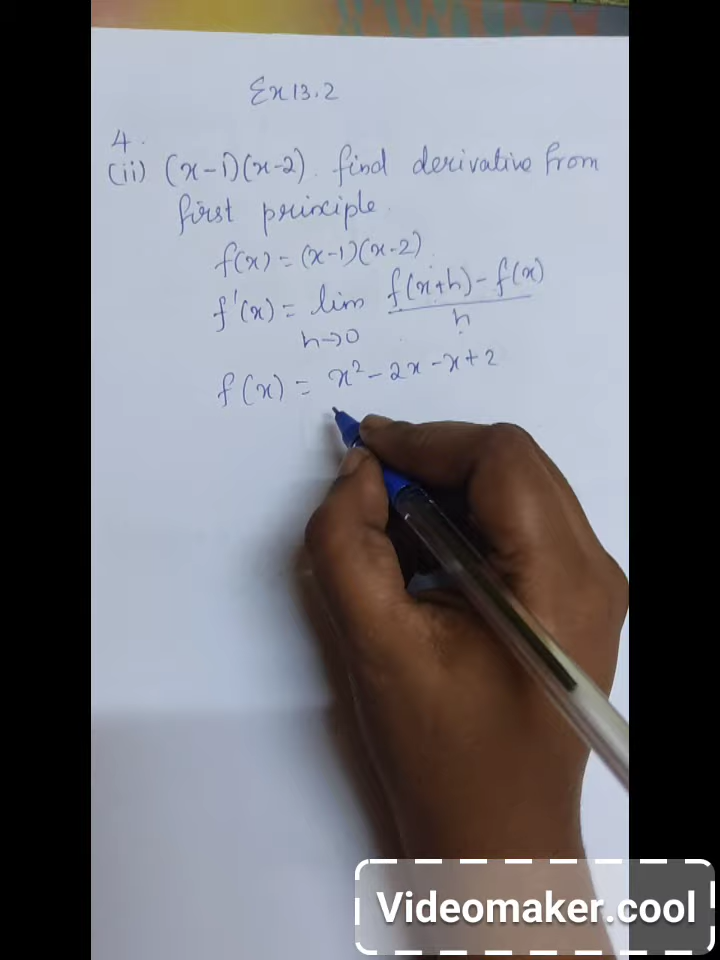 Ex 13.2
4.
(ii) (x-1)(x-2). find derivative from
first principle.
f(x) = (x-1)(x-2)
f'(x) = lim h→0 f(x+h) - f(x) / h
f(x) = x² - 2x - x + 2
Videomaker.cool